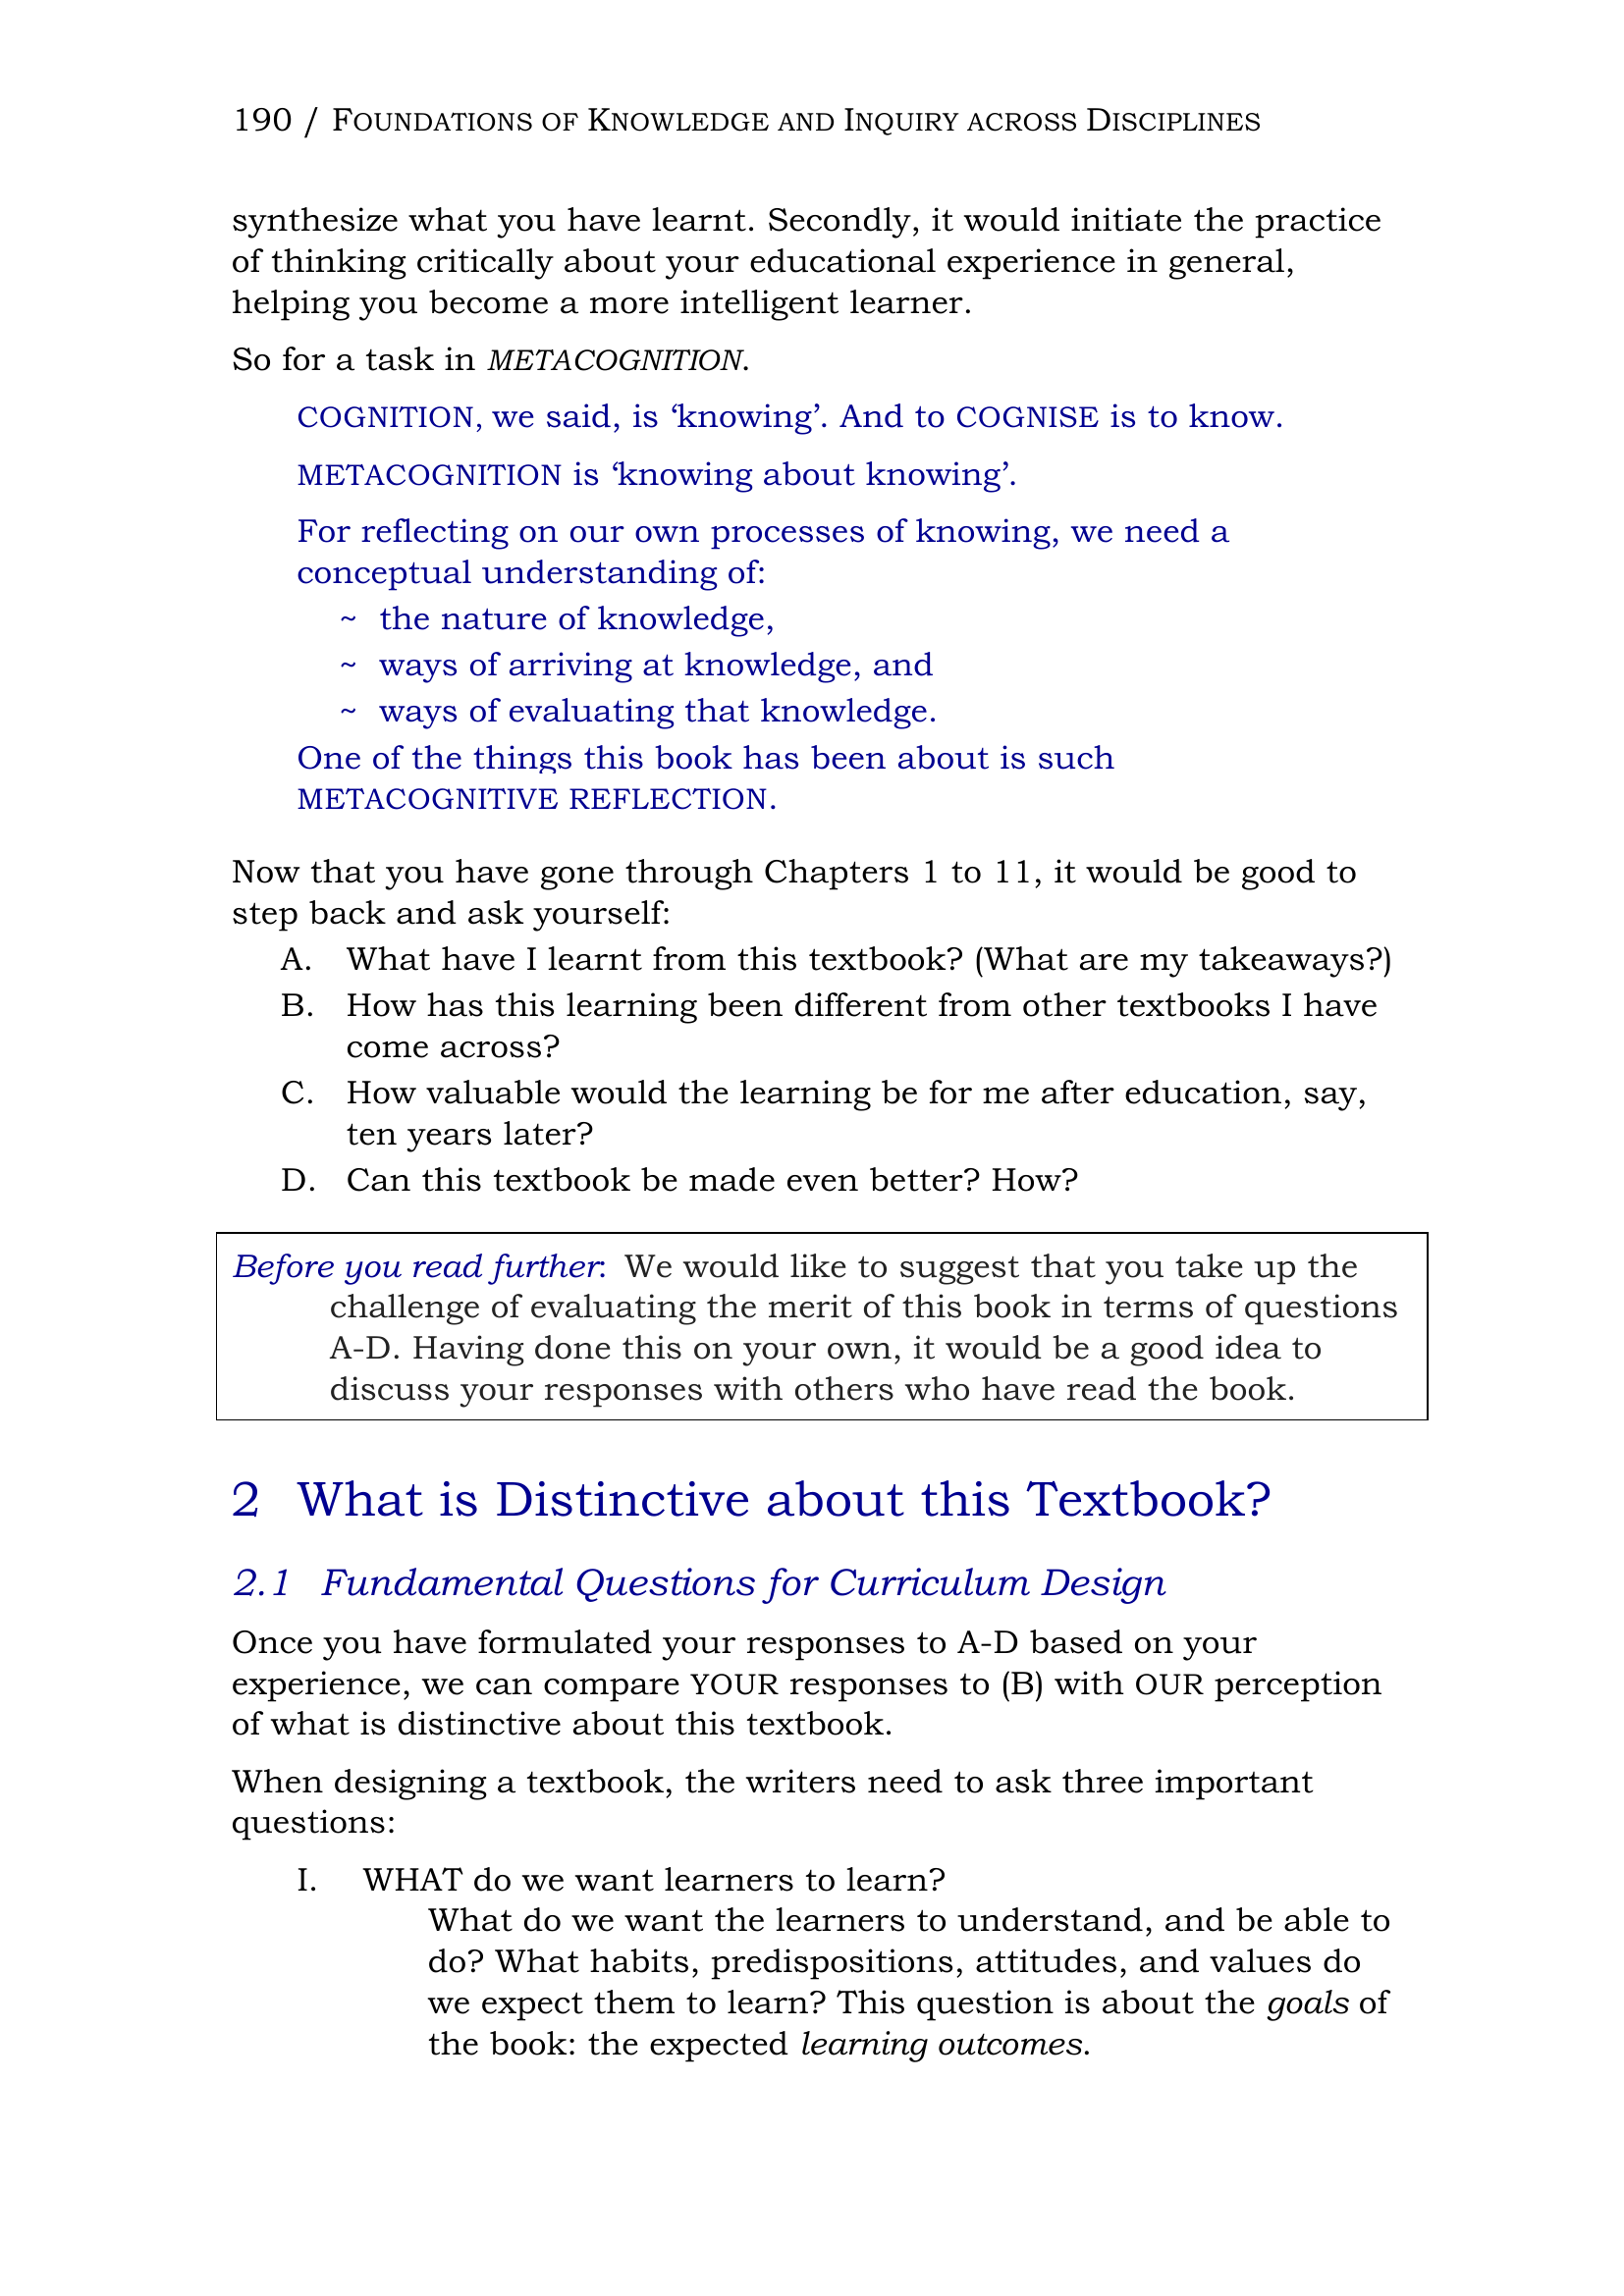 190 / FOUNDATIONS OF KNOWLEDGE AND INQUIRY ACROSS DISCIPLINES
synthesize what you have learnt. Secondly, it would initiate the practice
of thinking critically about your educational experience in general,
helping you become a more intelligent learner.
So for a task in METACOGNITION.
COGNITION, we said, is ‘knowing’. And to COGNISE is to know.
METACOGNITION is ‘knowing about knowing’.
For reflecting on our own processes of knowing, we need a
conceptual understanding of:
~ the nature of knowledge,
~ ways of arriving at knowledge, and
~ ways of evaluating that knowledge.
One of the things this book has been about is such
METACOGNITIVE REFLECTION.
Now that you have gone through Chapters 1 to 11, it would be good to
step back and ask yourself:
A. What have I learnt from this textbook? (What are my takeaways?)
B. How has this learning been different from other textbooks I have
come across?
C. How valuable would the learning be for me after education, say,
ten years later?
D. Can this textbook be made even better? How?
Before you read further: We would like to suggest that you take up the
challenge of evaluating the merit of this book in terms of questions
A-D. Having done this on your own, it would be a good idea to
discuss your responses with others who have read the book.
2 What is Distinctive about this Textbook?
2.1 Fundamental Questions for Curriculum Design
Once you have formulated your responses to A-D based on your
experience, we can compare YOUR responses to (B) with OUR perception
of what is distinctive about this textbook.
When designing a textbook, the writers need to ask three important
questions:
I. WHAT do we want learners to learn?
What do we want the learners to understand, and be able to
do? What habits, predispositions, attitudes, and values do
we expect them to learn? This question is about the goals of
the book: the expected learning outcomes.